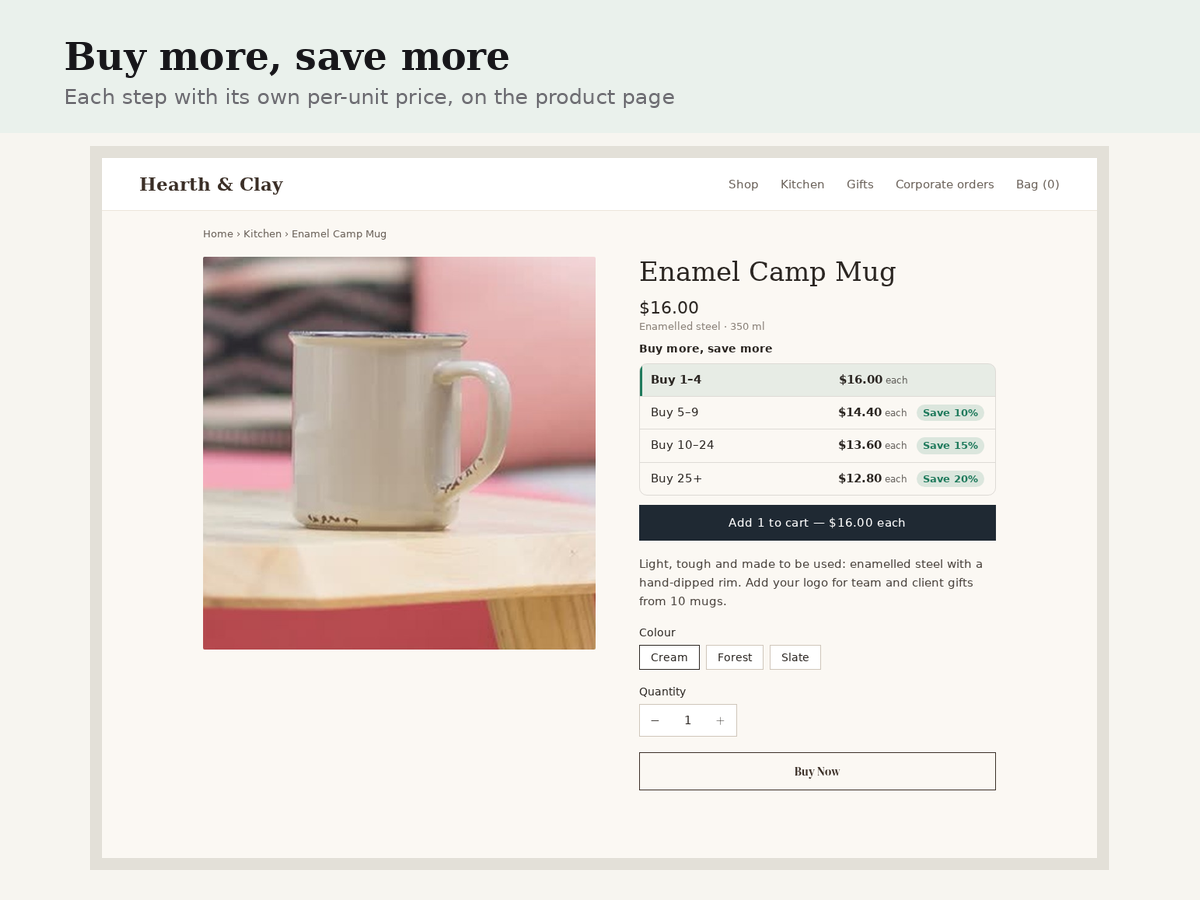 Buy more, save more
Each step with its own per-unit price, on the product page
Hearth & Clay
Shop Kitchen Gifts Corporate orders Bag (0)
Home › Kitchen › Enamel Camp Mug
Enamel Camp Mug
$16.00
Enamelled steel · 350 ml
Buy more, save more
Buy 1–4 $16.00 each
Buy 5–9 $14.40 each Save 10%
Buy 10–24 $13.60 each Save 15%
Buy 25+ $12.80 each Save 20%
Add 1 to cart — $16.00 each
Light, tough and made to be used: enamelled steel with a
hand-dipped rim. Add your logo for team and client gifts
from 10 mugs.
Colour
Cream Forest Slate
Quantity
− 1 +
Buy Now